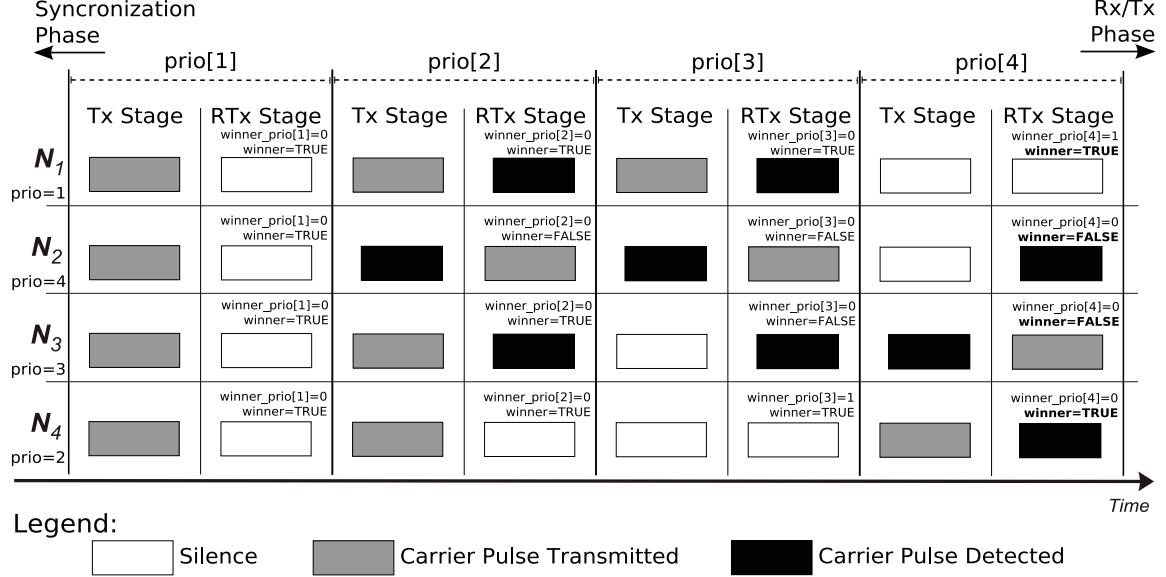 Syncronization
Phase
Rx/Tx
Phase
prio[1]
prio[2]
prio[3]
prio[4]
Tx Stage
RTx Stage
Tx Stage
RTx Stage
Tx Stage
RTx Stage
Tx Stage
RTx Stage
N1
prio=1
winner_prio[1]=0
winner=TRUE
winner_prio[2]=0
winner=TRUE
winner_prio[3]=0
winner=TRUE
winner_prio[4]=1
winner=TRUE
N2
prio=4
winner_prio[1]=0
winner=TRUE
winner_prio[2]=0
winner=FALSE
winner_prio[3]=0
winner=FALSE
winner_prio[4]=0
winner=FALSE
N3
prio=3
winner_prio[1]=0
winner=TRUE
winner_prio[2]=0
winner=TRUE
winner_prio[3]=0
winner=FALSE
winner_prio[4]=0
winner=FALSE
N4
prio=2
winner_prio[1]=0
winner=TRUE
winner_prio[2]=0
winner=TRUE
winner_prio[3]=1
winner=TRUE
winner_prio[4]=0
winner=TRUE
Time
Legend:
Silence
Carrier Pulse Transmitted
Carrier Pulse Detected